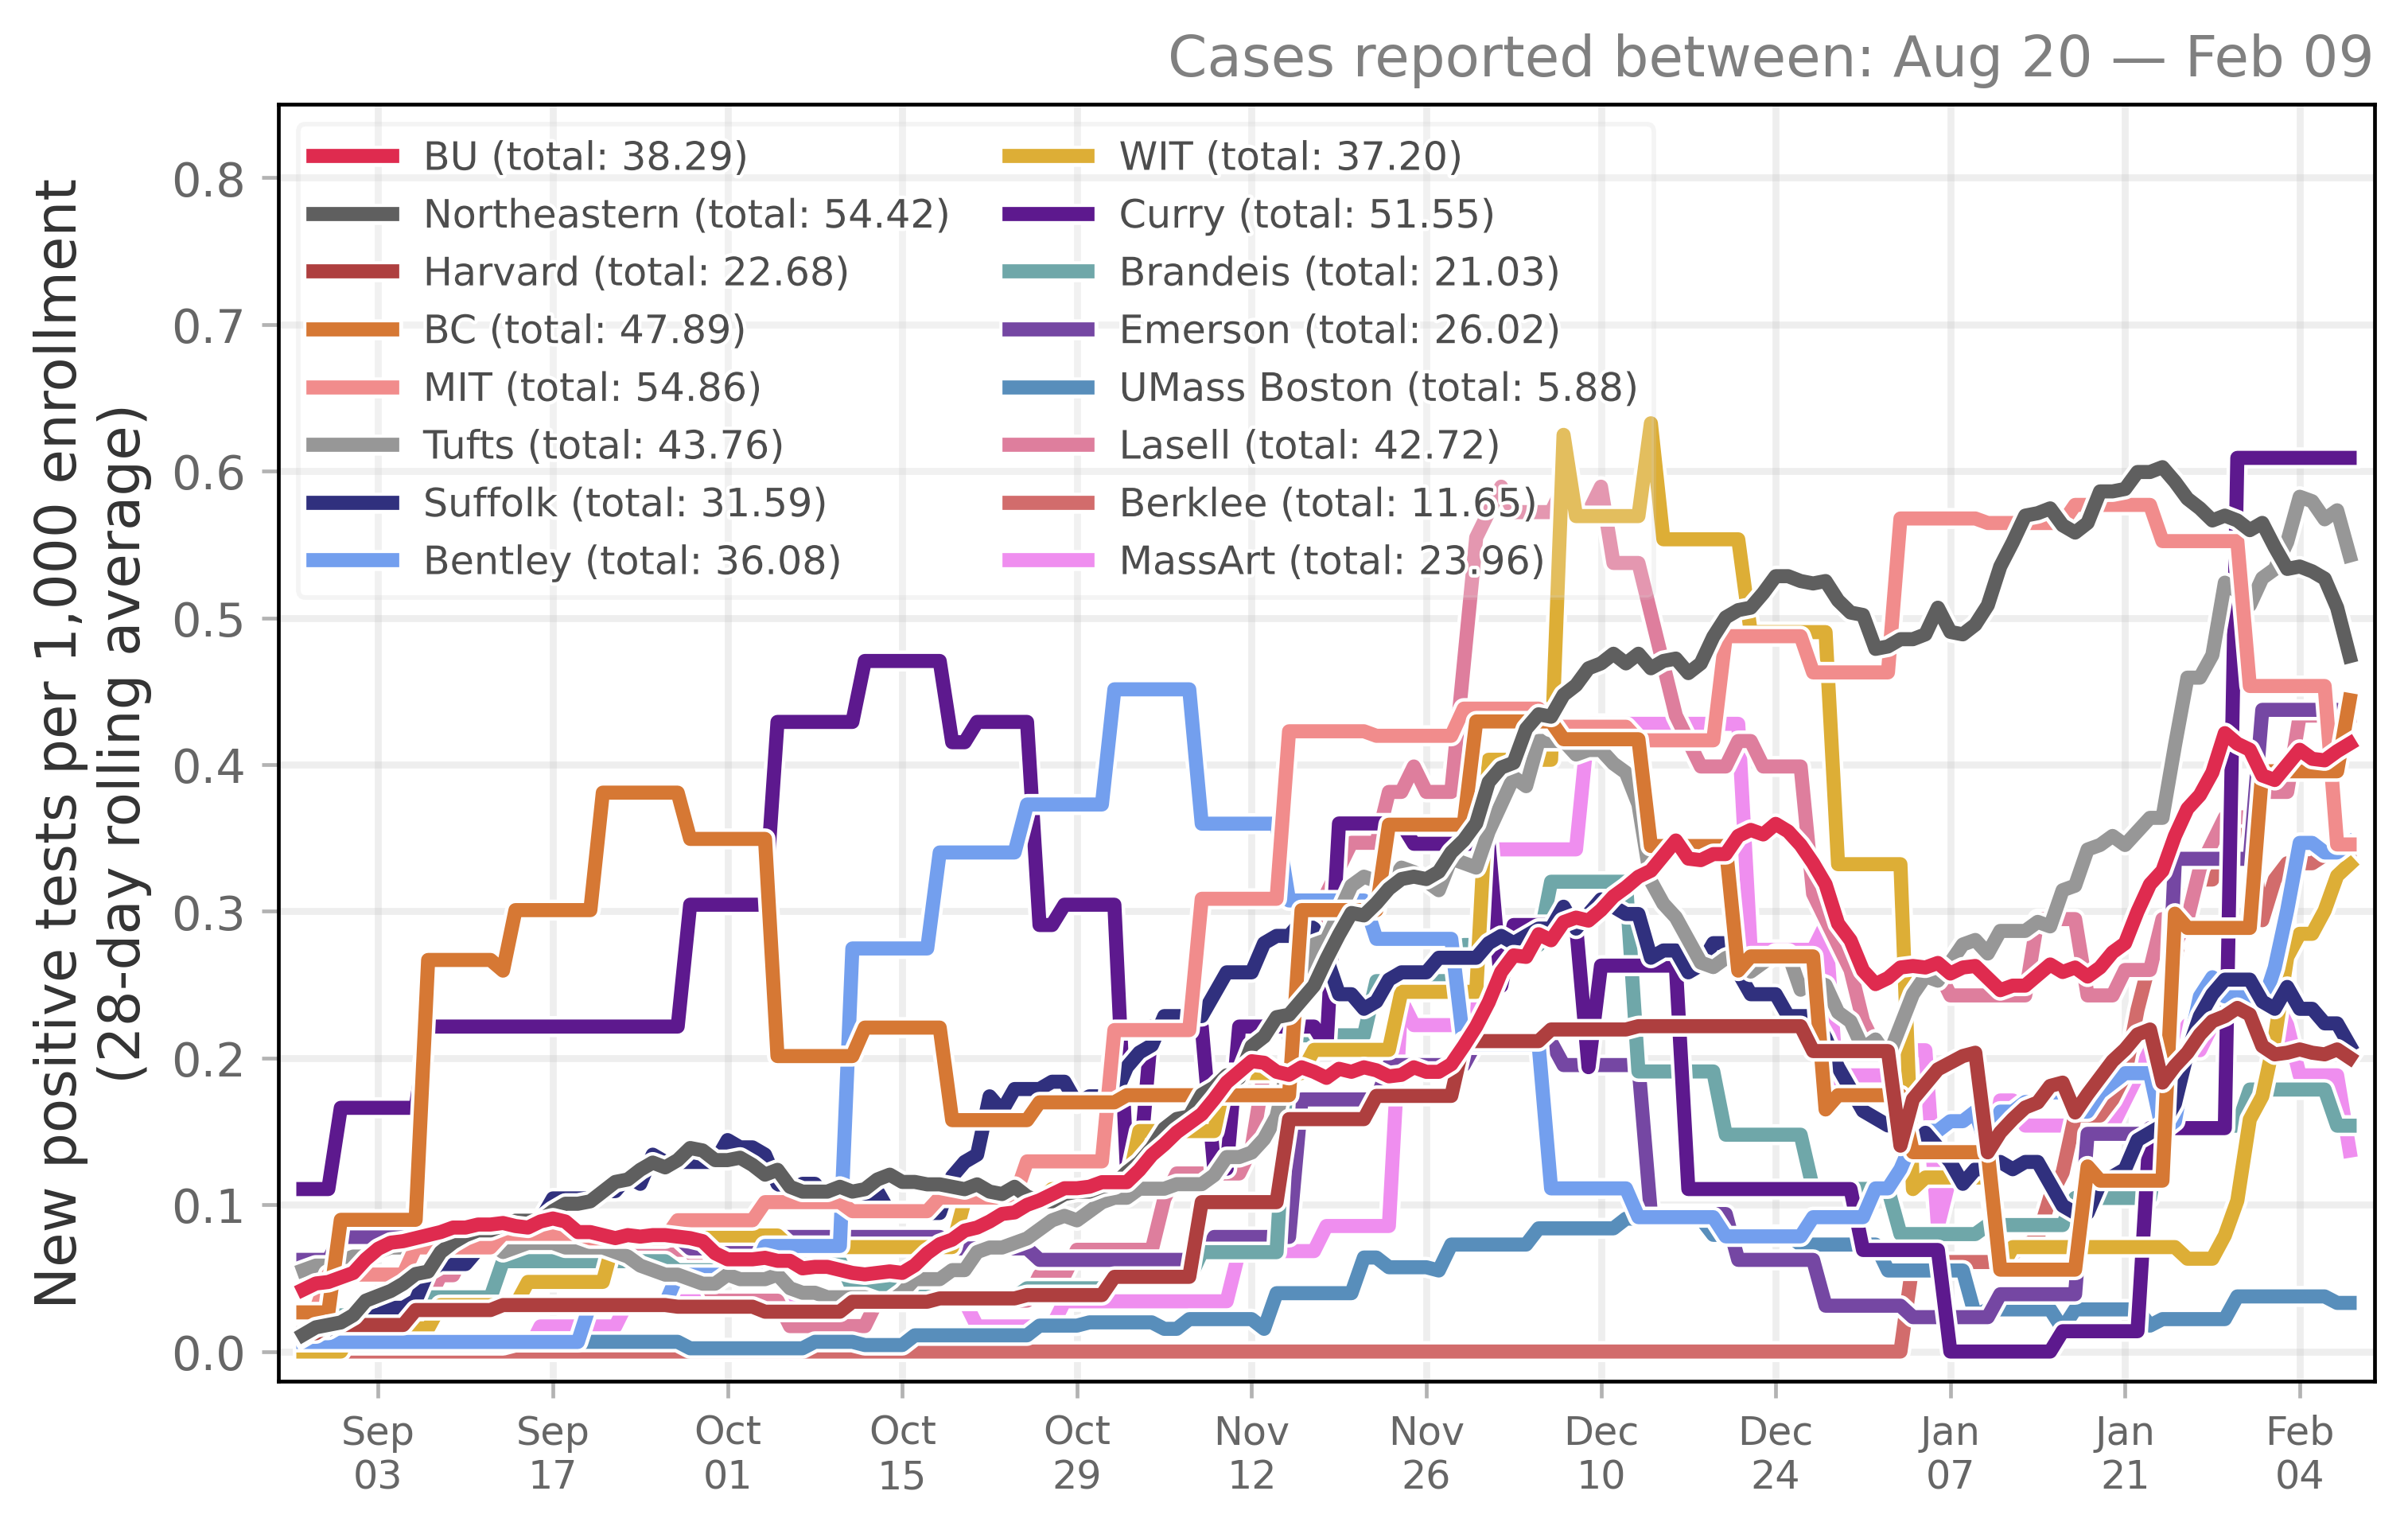 Cases reported between: Aug 20 — Feb 09
New positive tests per 1,000 enrollment
(28-day rolling average)
0.8
0.7
0.6
0.5
0.4
0.3
0.2
0.1
0.0
BU (total: 38.29)
Northeastern (total: 54.42)
Harvard (total: 22.68)
BC (total: 47.89)
MIT (total: 54.86)
Tufts (total: 43.76)
Suffolk (total: 31.59)
Bentley (total: 36.08)
WIT (total: 37.20)
Curry (total: 51.55)
Brandeis (total: 21.03)
Emerson (total: 26.02)
UMass Boston (total: 5.88)
Lasell (total: 42.72)
Berklee (total: 11.65)
MassArt (total: 23.96)
Sep 03
Sep 17
Oct 01
Oct 15
Oct 29
Nov 12
Nov 26
Dec 10
Dec 24
Jan 07
Jan 21
Feb 04